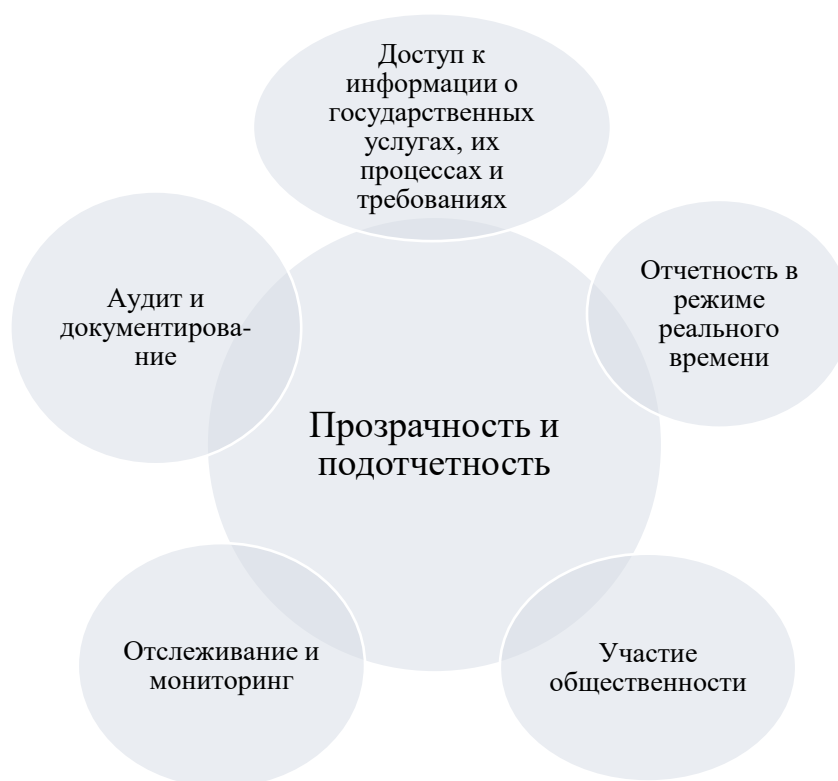 Доступ к
информации о
государственных
услугах, их
процессах и
требованиях
Отчетность в
режиме
реального
времени
Аудит и
документирова-
ние
Прозрачность и
подотчетность
Отслеживание и
мониторинг
Участие
общественности